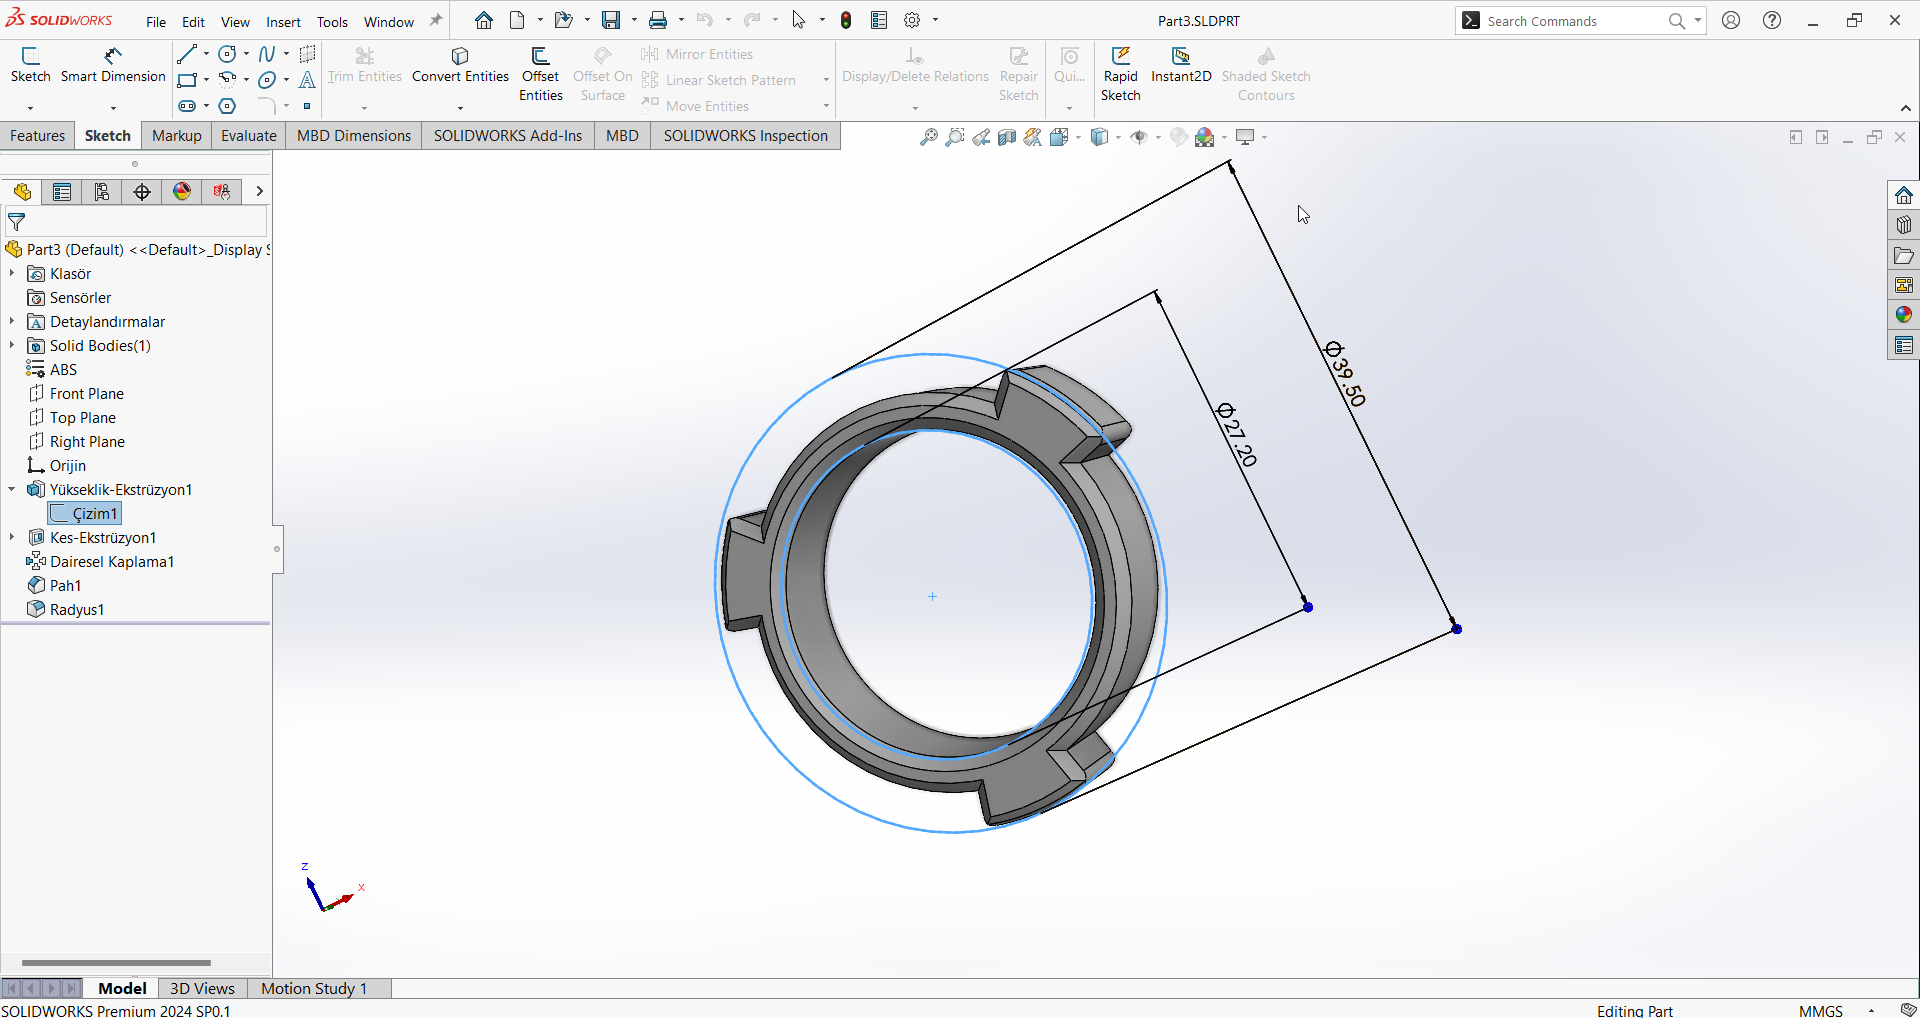 SOLIDWORKS File Edit View Insert Tools Window Part3.SLDPRT Search Commands
Sketch Smart Dimension Trim Entities Convert Entities Offset Entities Offset On Surface Mirror Entities Linear Sketch Pattern Move Entities Display/Delete Relations Repair Sketch Qui... Rapid Sketch Instant2D Shaded Sketch Contours
Features Sketch Markup Evaluate MBD Dimensions SOLIDWORKS Add-Ins MBD SOLIDWORKS Inspection
Part3 (Default) <<Default>_Display S
Klasör
Sensörler
Detaylandırmalar
Solid Bodies(1)
ABS
Front Plane
Top Plane
Right Plane
Orijin
Yükseklik-Ekstrüzyon1
Çizim1
Kes-Ekstrüzyon1
Dairesel Kaplama1
Pah1
Radyus1
Ø39.50
Ø27.20
z
x
Model 3D Views Motion Study 1
SOLIDWORKS Premium 2024 SP0.1 Editing Part MMGS